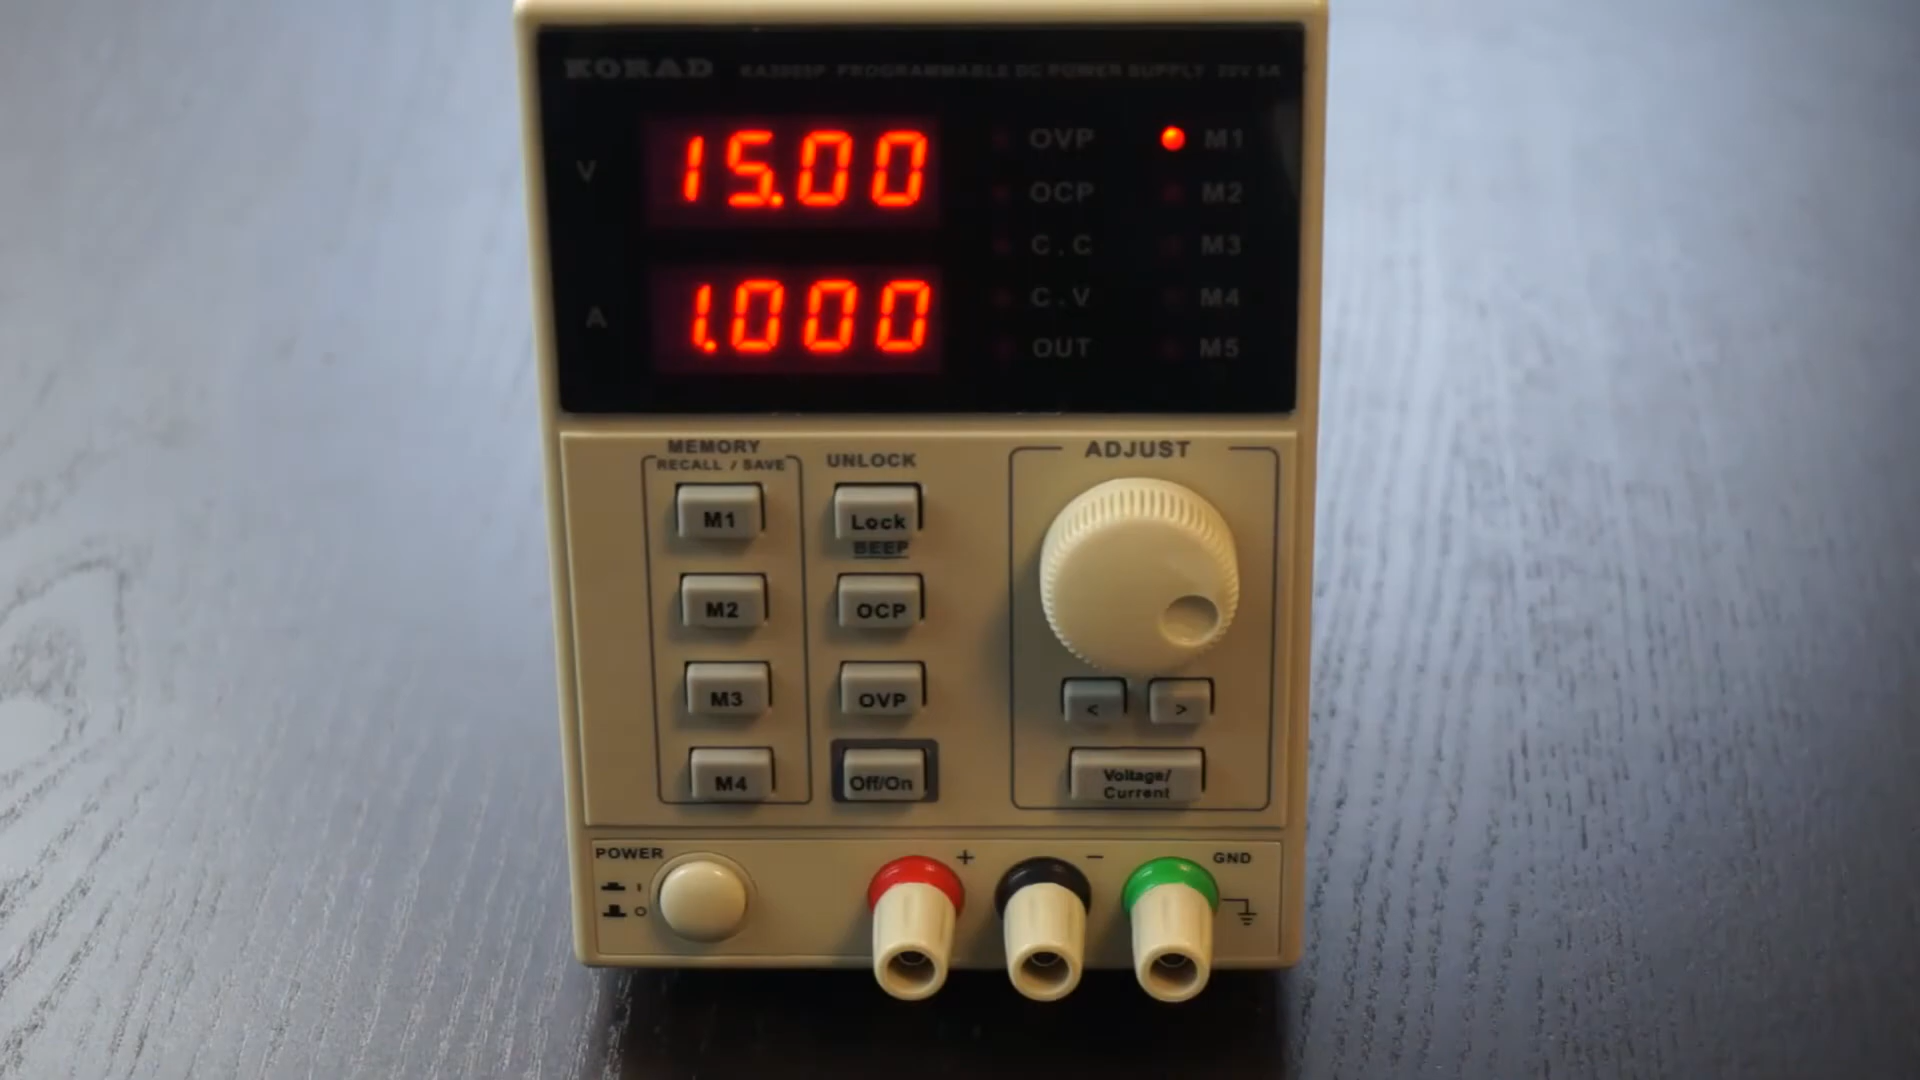 KORAD PROGRAMMABLE DC POWER SUPPLY
V 15.00
A 1.000
OVP M1
OCP M2
C.C M3
C.V M4
OUT M5
MEMORY
RECALL / SAVE
M1
M2
M3
M4
UNLOCK
Lock
BEEP
OCP
OVP
Off/On
ADJUST
< >
Voltage/
Current
POWER
I
O
+ − GND